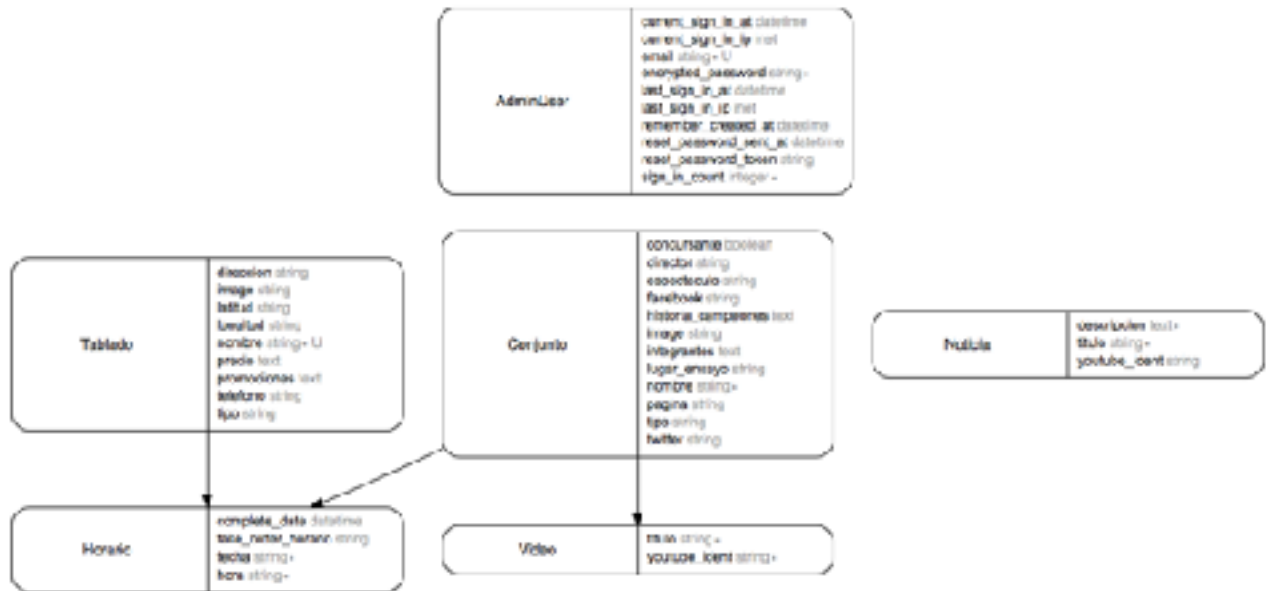 AdminUser
current_sign_in_at datetime
current_sign_in_ip inet
email string * U
encrypted_password string *
last_sign_in_at datetime
last_sign_in_ip inet
remember_created_at datetime
reset_password_sent_at datetime
reset_password_token string
sign_in_count integer *
Tablado
direccion string
image string
latitud string
longitud string
nombre string * U
precio text
promociones text
telefono string
tipo string
Conjunto
concursante boolean
director string
espectaculo string
facebook string
historia_campeones text
image string
integrantes text
lugar_ensayo string
nombre string *
pagina string
tipo string
twitter string
Noticia
descripcion text *
titulo string *
youtube_ident string
Horario
complete_date datetime
string
fecha string *
hora string *
Video
titulo string *
youtube_ident string *